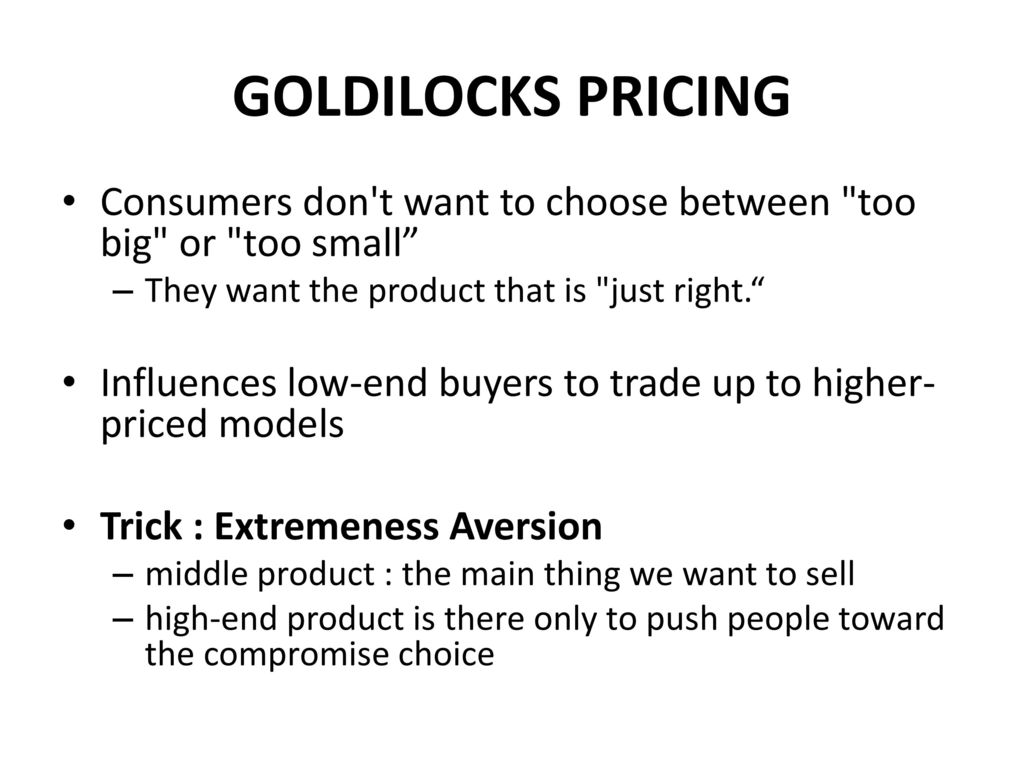 GOLDILOCKS PRICING
• Consumers don't want to choose between "too
big" or "too small”
– They want the product that is "just right.“
• Influences low-end buyers to trade up to higher-
priced models
• Trick : Extremeness Aversion
– middle product : the main thing we want to sell
– high-end product is there only to push people toward
the compromise choice